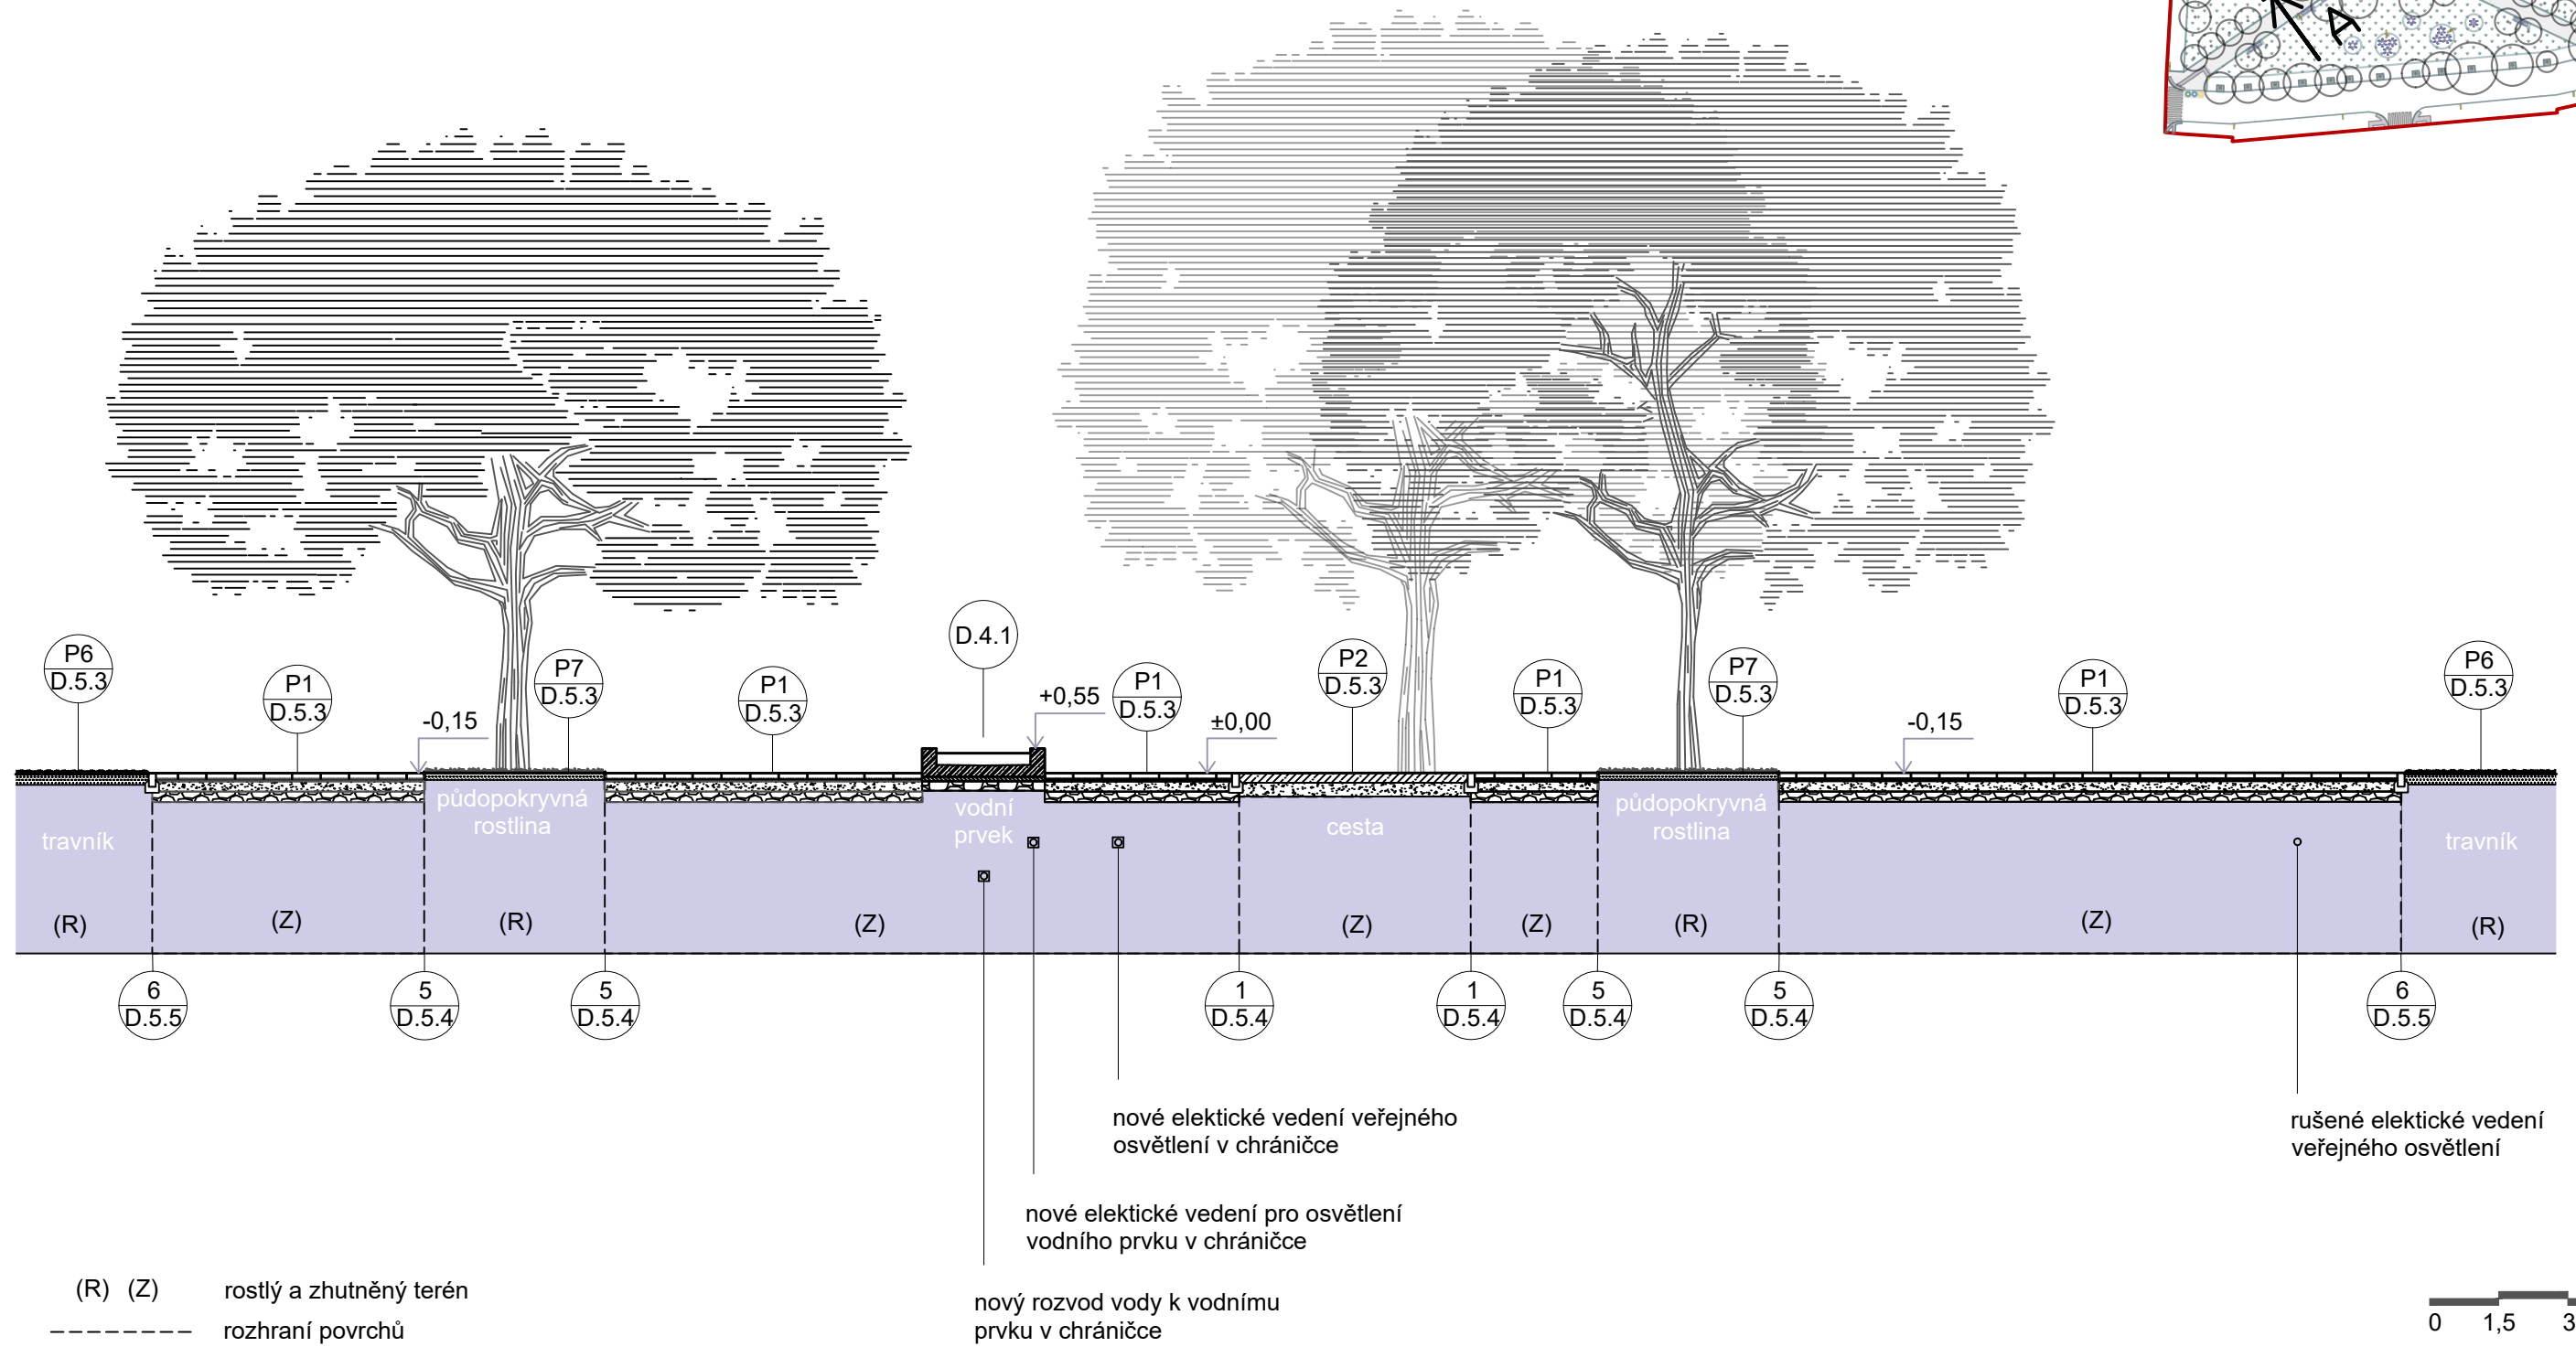 A
D.4.1
P6
D.5.3
P1
D.5.3
-0,15
P7
D.5.3
P1
D.5.3
+0,55
P1
D.5.3
±0,00
P2
D.5.3
P1
D.5.3
P7
D.5.3
-0,15
P1
D.5.3
P6
D.5.3
travník
půdopokryvná
rostlina
vodní
prvek
cesta
půdopokryvná
rostlina
travník
(R)
(Z)
(R)
(Z)
(Z)
(Z)
(R)
(Z)
(R)
6
D.5.5
5
D.5.4
5
D.5.4
1
D.5.4
1
D.5.4
5
D.5.4
5
D.5.4
6
D.5.5
nové elektické vedení veřejného
osvětlení v chráničce
rušené elektické vedení
veřejného osvětlení
nové elektické vedení pro osvětlení
vodního prvku v chráničce
nový rozvod vody k vodnímu
prvku v chráničce
(R) (Z) rostlý a zhutněný terén
rozhraní povrchů
0 1,5 3